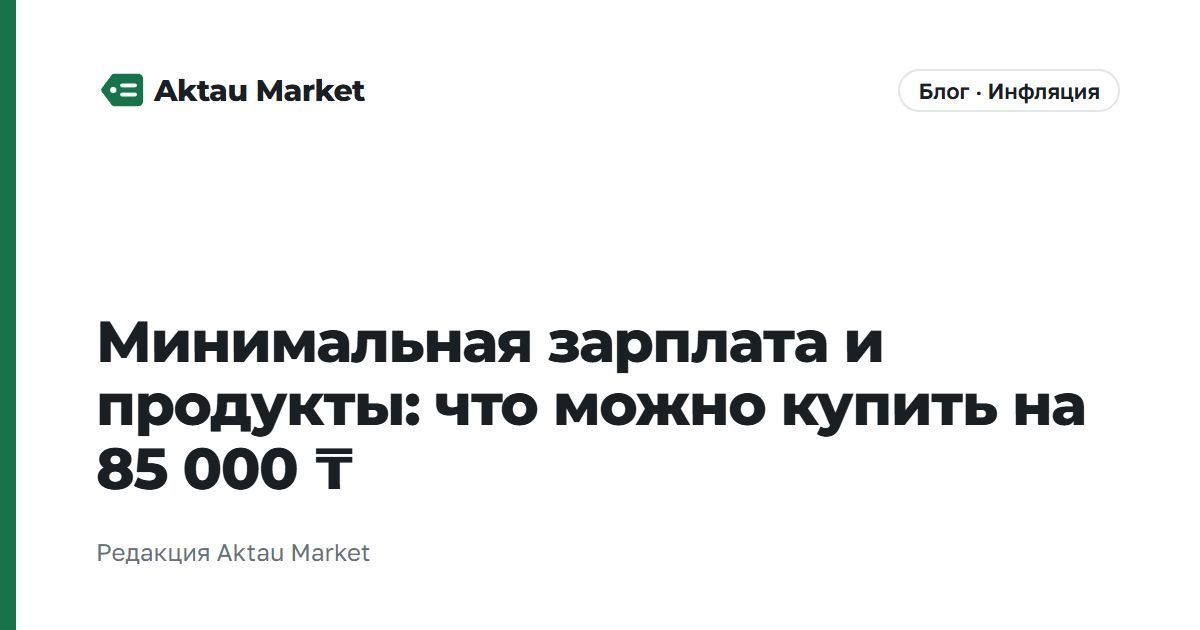 Aktau Market
Блог · Инфляция
Минимальная зарплата и
продукты: что можно купить на
85 000 ₸
Редакция Aktau Market